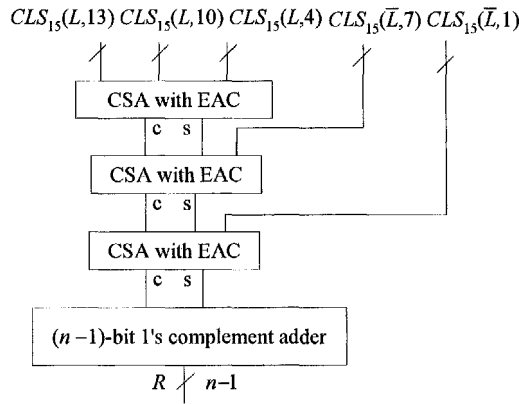 CLS₁₅(L,13) CLS₁₅(L,10) CLS₁₅(L,4) CLS₁₅(L̅,7) CLS₁₅(L̅,1)
CSA with EAC
c s
CSA with EAC
c s
CSA with EAC
c s
(n −1)-bit 1's complement adder
R n−1